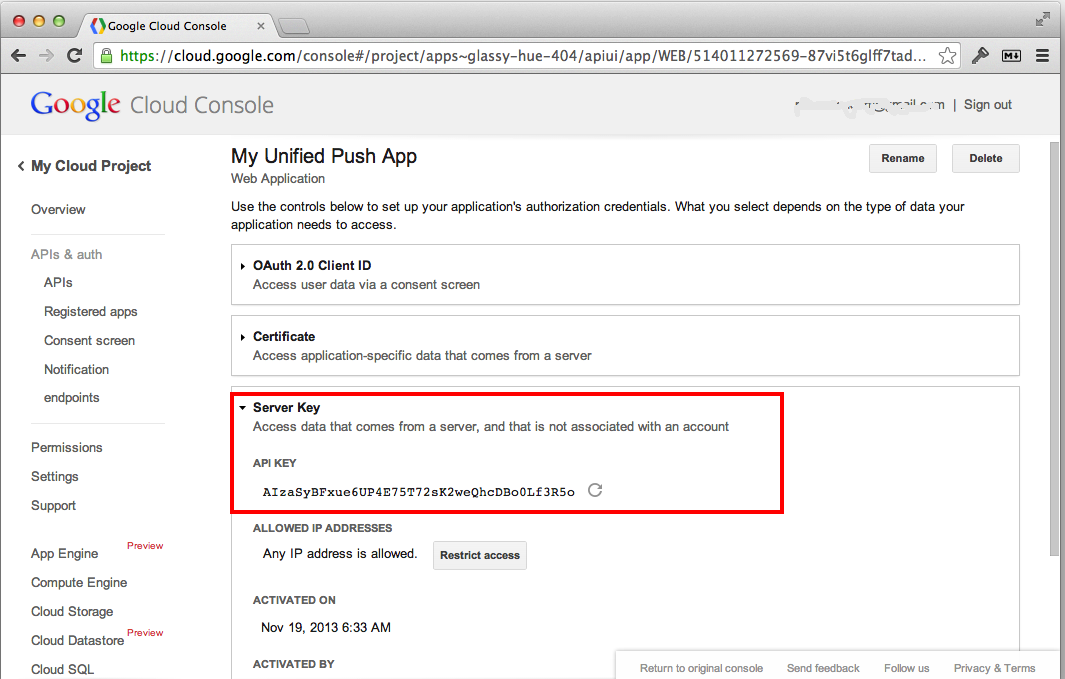 Google Cloud Console
https://cloud.google.com/console#/project/apps~glassy-hue-404/apiui/app/WEB/514011272569-87vi5t6glff7tad...
Google Cloud Console
| Sign out
My Cloud Project
Overview
APIs & auth
APIs
Registered apps
Consent screen
Notification
endpoints
Permissions
Settings
Support
App Engine Preview
Compute Engine
Cloud Storage
Cloud Datastore Preview
Cloud SQL
My Unified Push App
Rename
Delete
Web Application
Use the controls below to set up your application's authorization credentials. What you select depends on the type of data your
application needs to access.
OAuth 2.0 Client ID
Access user data via a consent screen
Certificate
Access application-specific data that comes from a server
Server Key
Access data that comes from a server, and that is not associated with an account
API KEY
AIzaSyBFxue6UP4E75T72sK2weQhcDBo0Lf3R5o
ALLOWED IP ADDRESSES
Any IP address is allowed. Restrict access
ACTIVATED ON
Nov 19, 2013 6:33 AM
ACTIVATED BY
Return to original console Send feedback Follow us Privacy & Terms